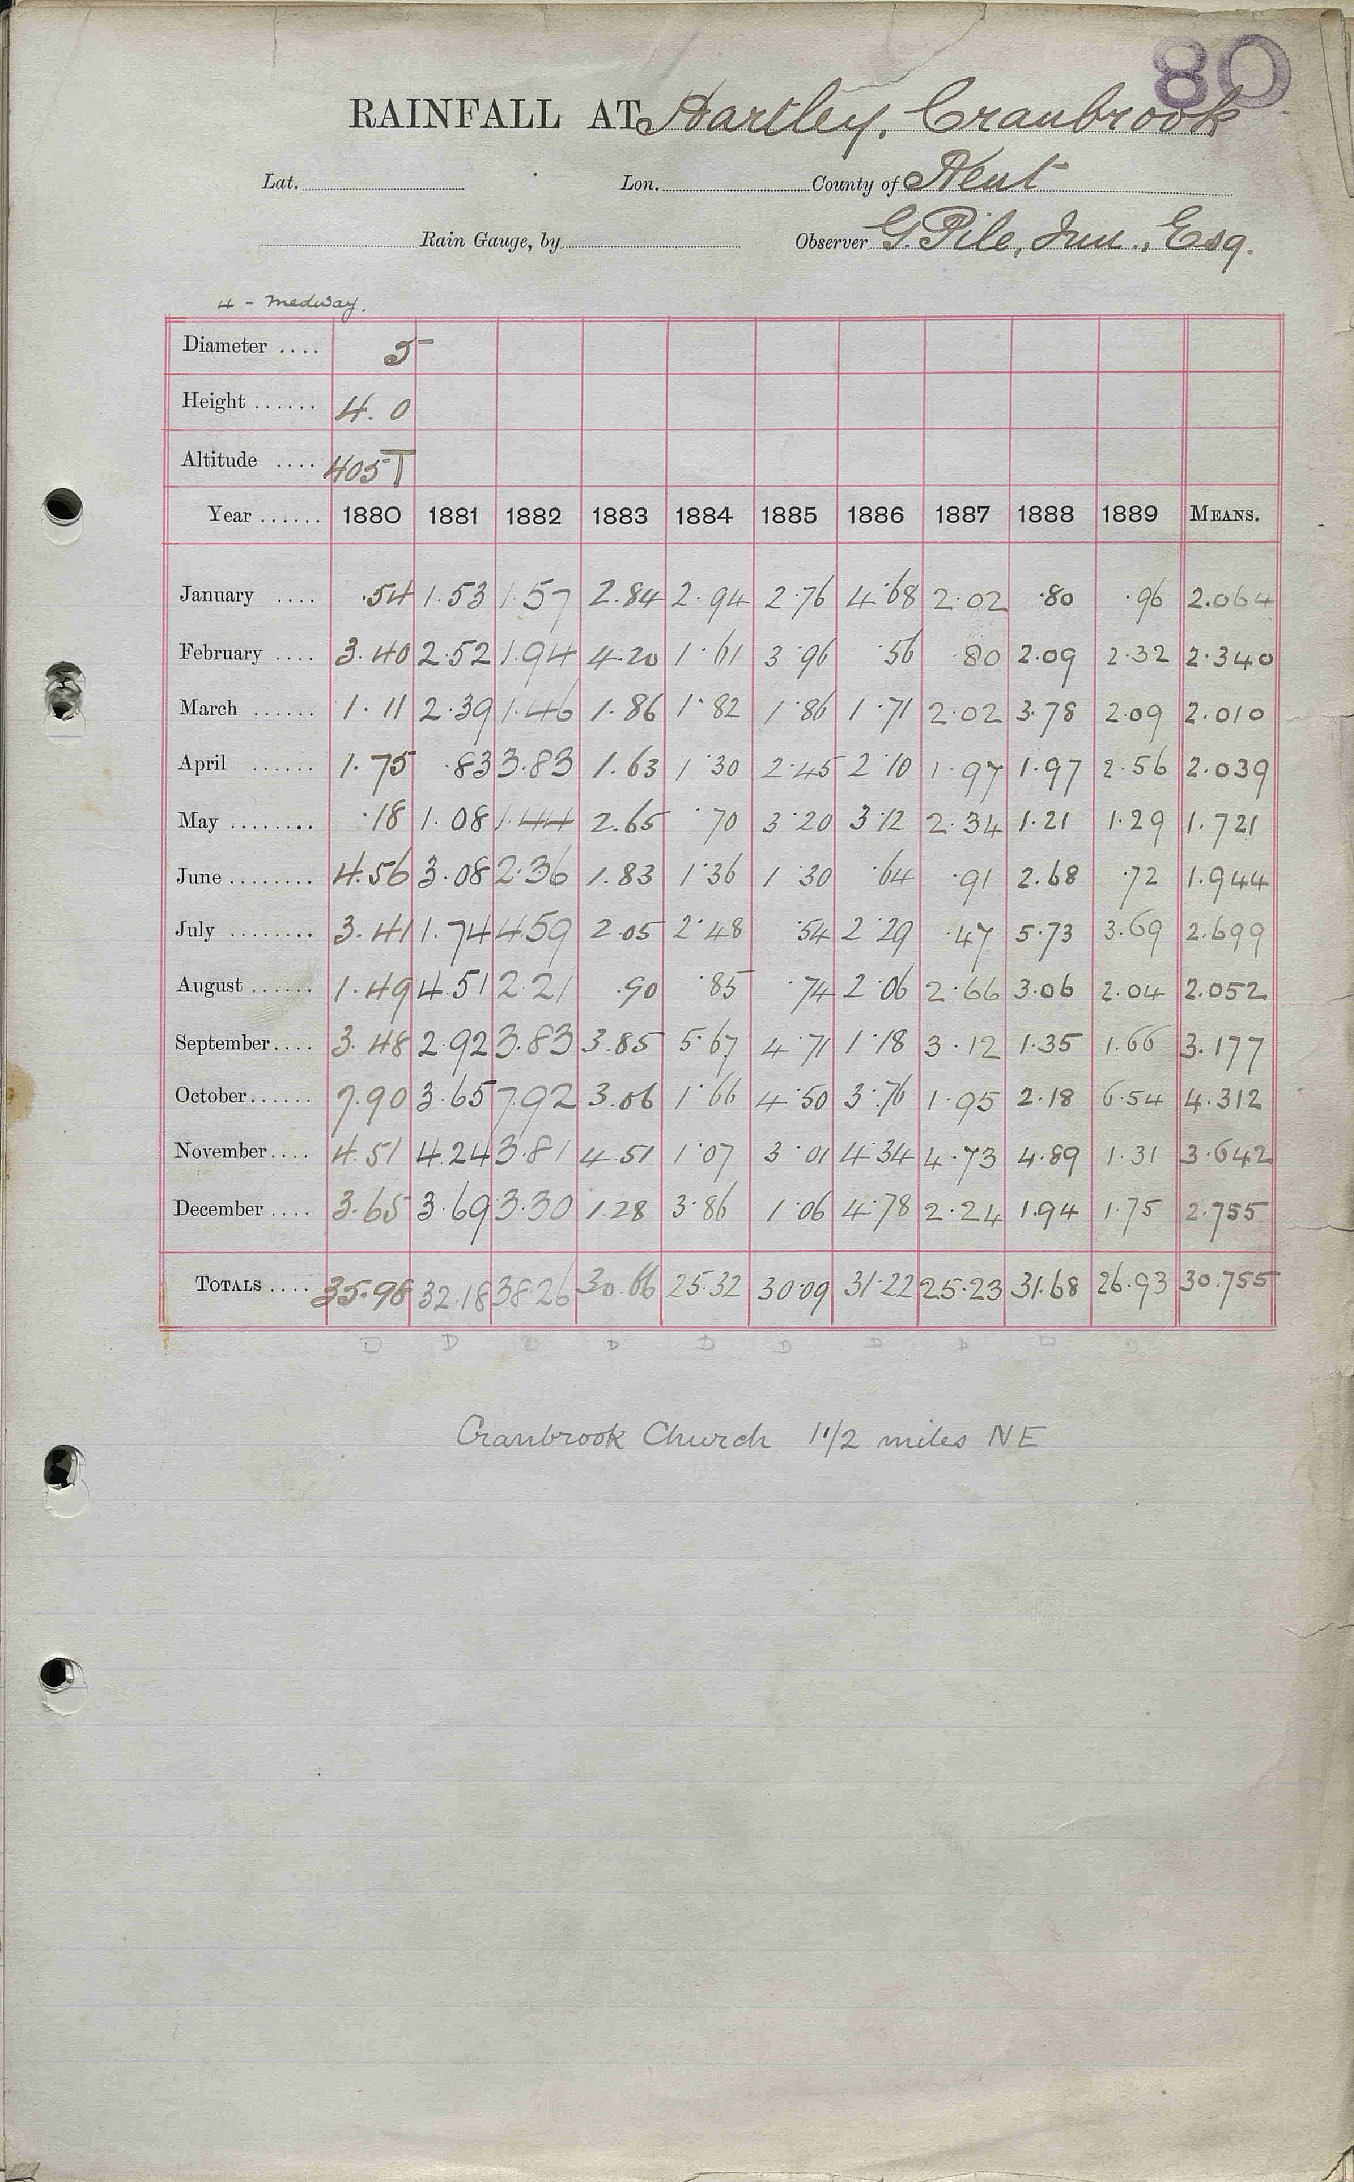 80
RAINFALL AT Hartley, Cranbrook
Lat. Lon. County of Kent
Rain Gauge, by Observer G. Pile, Jun., Esq.
4 - Medway.
Diameter .... 5
Height ...... 4. 0
Altitude .... 405 T
Year ...... 1880 1881 1882 1883 1884 1885 1886 1887 1888 1889 MEANS.
January .... .54 1.53 1.57 2.84 2.94 2.76 4.68 2.02 .80 .96 2.064
February .... 3.40 2.52 1.94 4.20 1.61 3.96 .56 .80 2.09 2.32 2.340
March ...... 1.11 2.39 1.46 1.86 1.82 1.86 1.71 2.02 3.78 2.09 2.010
April ...... 1.75 .83 3.83 1.63 1.30 2.45 2.10 1.97 1.97 2.56 2.039
May ........ .18 1.08 1.44 2.65 .70 3.20 3.12 2.34 1.21 1.29 1.721
June ........ 4.56 3.08 2.36 1.83 1.36 1.30 .64 .91 2.68 .72 1.944
July ........ 3.41 1.74 4.59 2.05 2.48 .54 2.29 .47 5.73 3.69 2.699
August ...... 1.49 4.51 2.21 .90 .85 .74 2.06 2.66 3.06 2.04 2.052
September .... 3.48 2.92 3.83 3.85 5.67 4.71 1.18 3.12 1.35 1.66 3.177
October ...... 7.90 3.65 7.92 3.06 1.66 4.50 3.76 1.95 2.18 6.54 4.312
November .... 4.51 4.24 3.81 4.51 1.07 3.01 4.34 4.73 4.89 1.31 3.642
December .... 3.65 3.69 3.30 1.28 3.86 1.06 4.78 2.24 1.94 1.75 2.755
TOTALS .... 35.98 32.18 38.26 30.66 25.32 30.09 31.22 25.23 31.68 26.93 30.755
D D D D D D D D D D
Cranbrook Church 1 1/2 miles NE